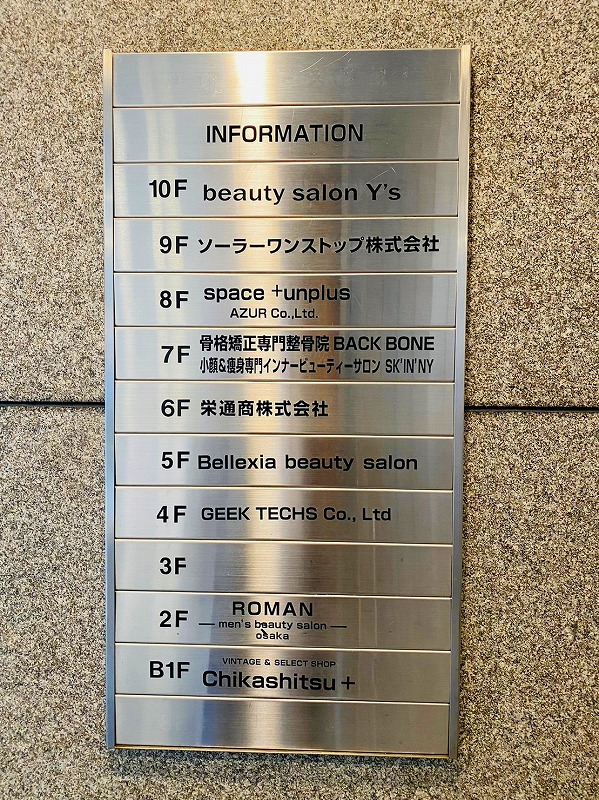 INFORMATION
10F beauty salon Y's
9F ソーラーワンストップ株式会社
8F space +unplus
AZUR Co.,Ltd.
7F 骨格矯正専門整骨院 BACK BONE
小顔&痩身専門インナービューティーサロン SK'IN'NY
6F 栄通商株式会社
5F Bellexia beauty salon
4F GEEK TECHS Co., Ltd
3F
2F ROMAN
— men's beauty salon —
osaka
B1F VINTAGE & SELECT SHOP
Chikashitsu+